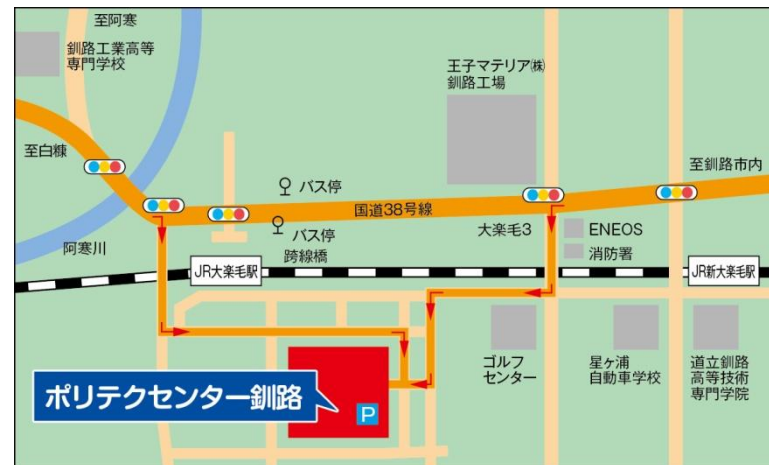 至阿寒
釧路工業高等
専門学校
王子マテリア㈱
釧路工場
至白糠
至釧路市内
バス停
国道38号線
大楽毛3
ENEOS
阿寒川
バス停
跨線橋
消防署
JR大楽毛駅
JR新大楽毛駅
ゴルフ
センター
星ヶ浦
自動車学校
道立釧路
高等技術
専門学院
ポリテクセンター釧路
P